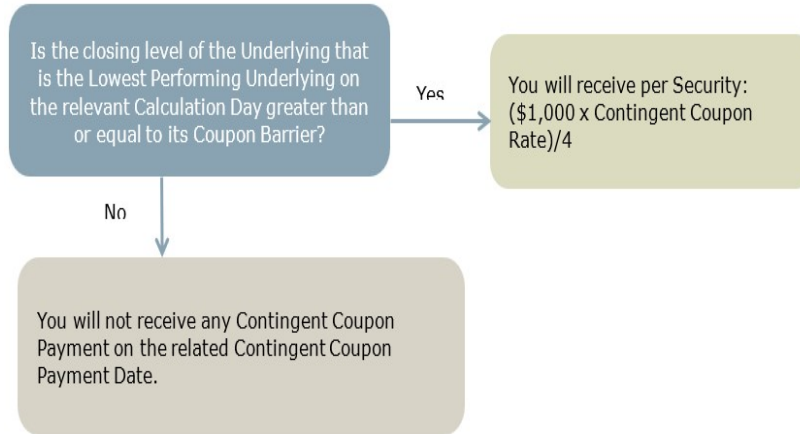 Is the closing level of the Underlying that
is the Lowest Performing Underlying on
the relevant Calculation Day greater than
or equal to its Coupon Barrier?
Yes
You will receive per Security:
($1,000 x Contingent Coupon
Rate)/4
No
You will not receive any Contingent Coupon
Payment on the related Contingent Coupon
Payment Date.